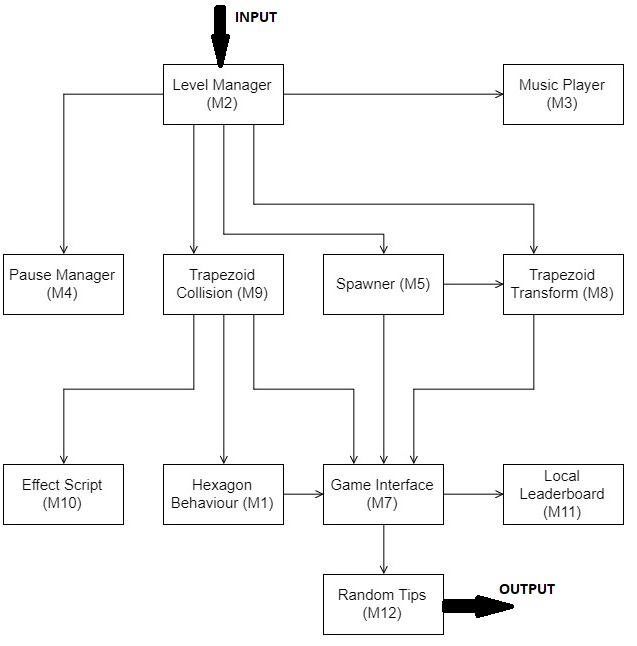 INPUT
Level Manager
(M2)
Music Player
(M3)
Pause Manager
(M4)
Trapezoid
Collision (M9)
Spawner (M5)
Trapezoid
Transform (M8)
Effect Script
(M10)
Hexagon
Behaviour (M1)
Game Interface
(M7)
Local
Leaderboard
(M11)
Random Tips
(M12)
OUTPUT